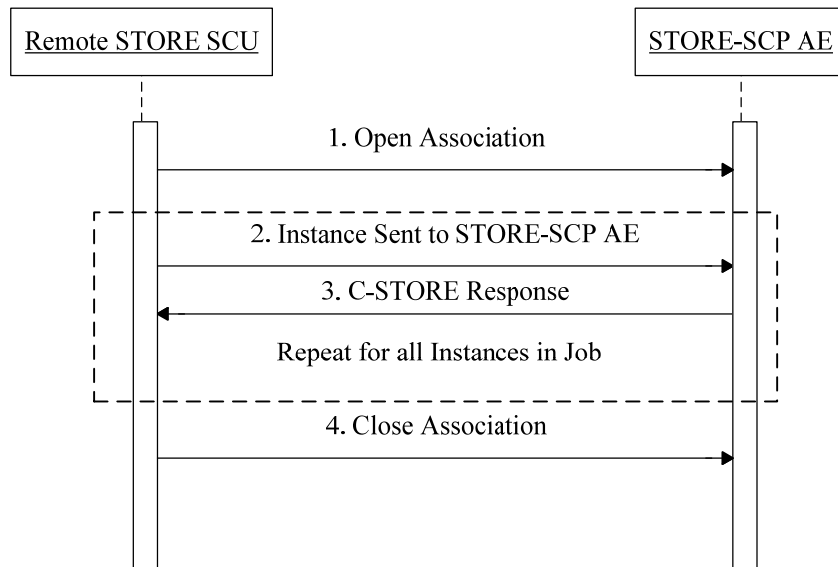 Remote STORE SCU
STORE-SCP AE
1. Open Association
2. Instance Sent to STORE-SCP AE
3. C-STORE Response
Repeat for all Instances in Job
4. Close Association